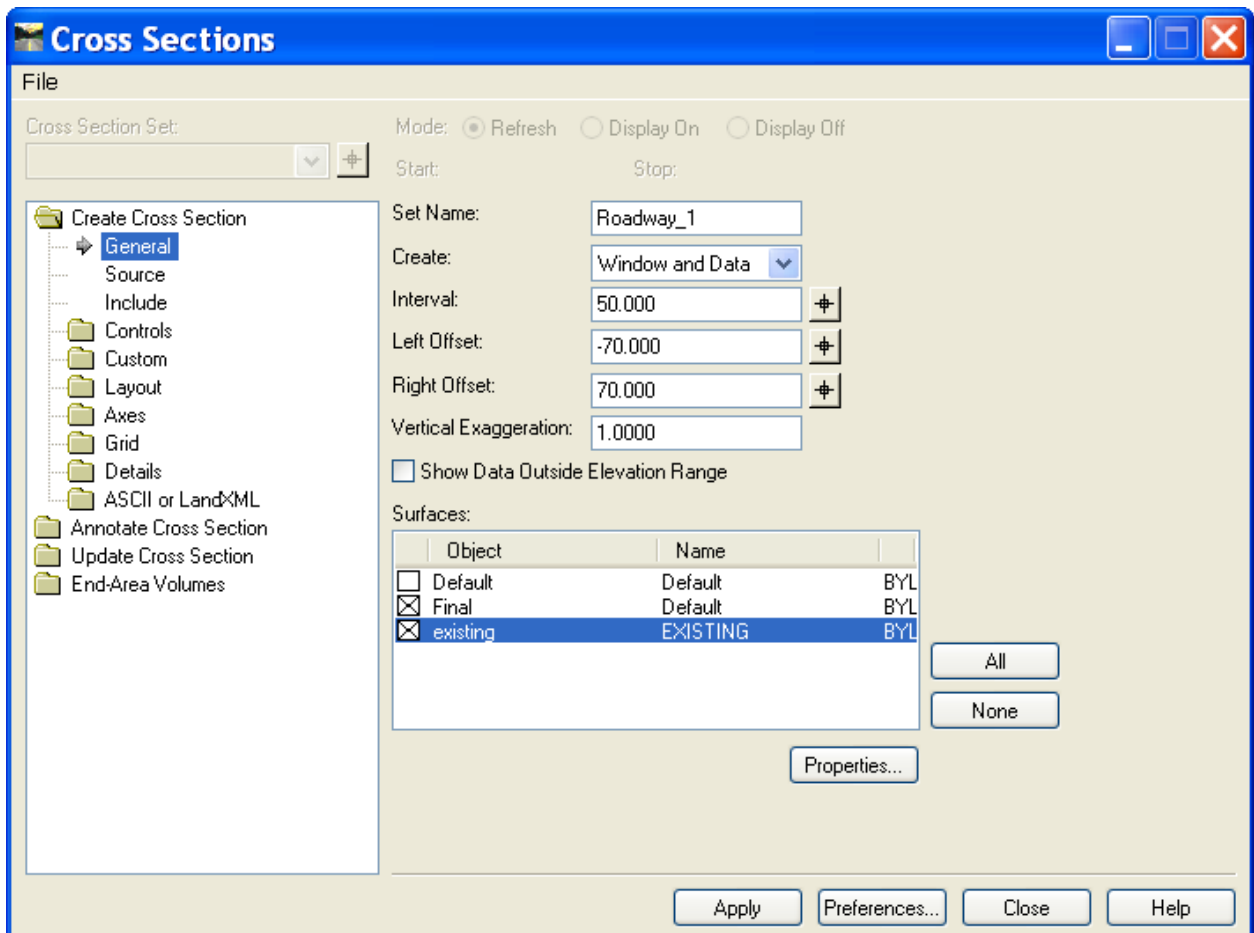 Cross Sections
File
Cross Section Set:
Mode: Refresh Display On Display Off
Start: Stop:
Create Cross Section
General
Source
Include
Controls
Custom
Layout
Axes
Grid
Details
ASCII or LandXML
Annotate Cross Section
Update Cross Section
End-Area Volumes
Set Name: Roadway_1
Create: Window and Data
Interval: 50.000
Left Offset: -70.000
Right Offset: 70.000
Vertical Exaggeration: 1.0000
Show Data Outside Elevation Range
Surfaces:
Object Name
Default Default BYL
Final Default BYL
existing EXISTING BYL
All
None
Properties...
Apply Preferences... Close Help